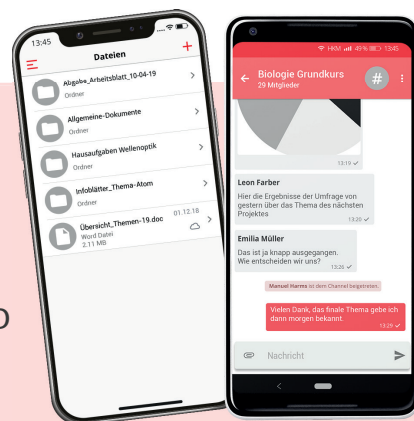 13:45
Dateien
+
Abgabe_Arbeitsblatt_10-04-19
Ordner
Allgemeine-Dokumente
Ordner
Hausaufgaben Wellenoptik
Ordner
Infoblätter_Thema-Atom
Ordner
Übersicht_Themen-19.doc
01.12.18
Word Datei
2.11 MB
HKM 49% 13:45
Biologie Grundkurs
29 Mitglieder
#
13:19
Leon Farber
Hier die Ergebnisse der Umfrage von
gestern über das Thema des nächsten
Projektes
13:20
Emilia Müller
Das ist ja knapp ausgegangen.
Wie entscheiden wir uns?
13:26
Manuel Harms ist dem Channel beigetreten.
Vielen Dank, das finale Thema gebe ich
dann morgen bekannt.
13:29
Nachricht